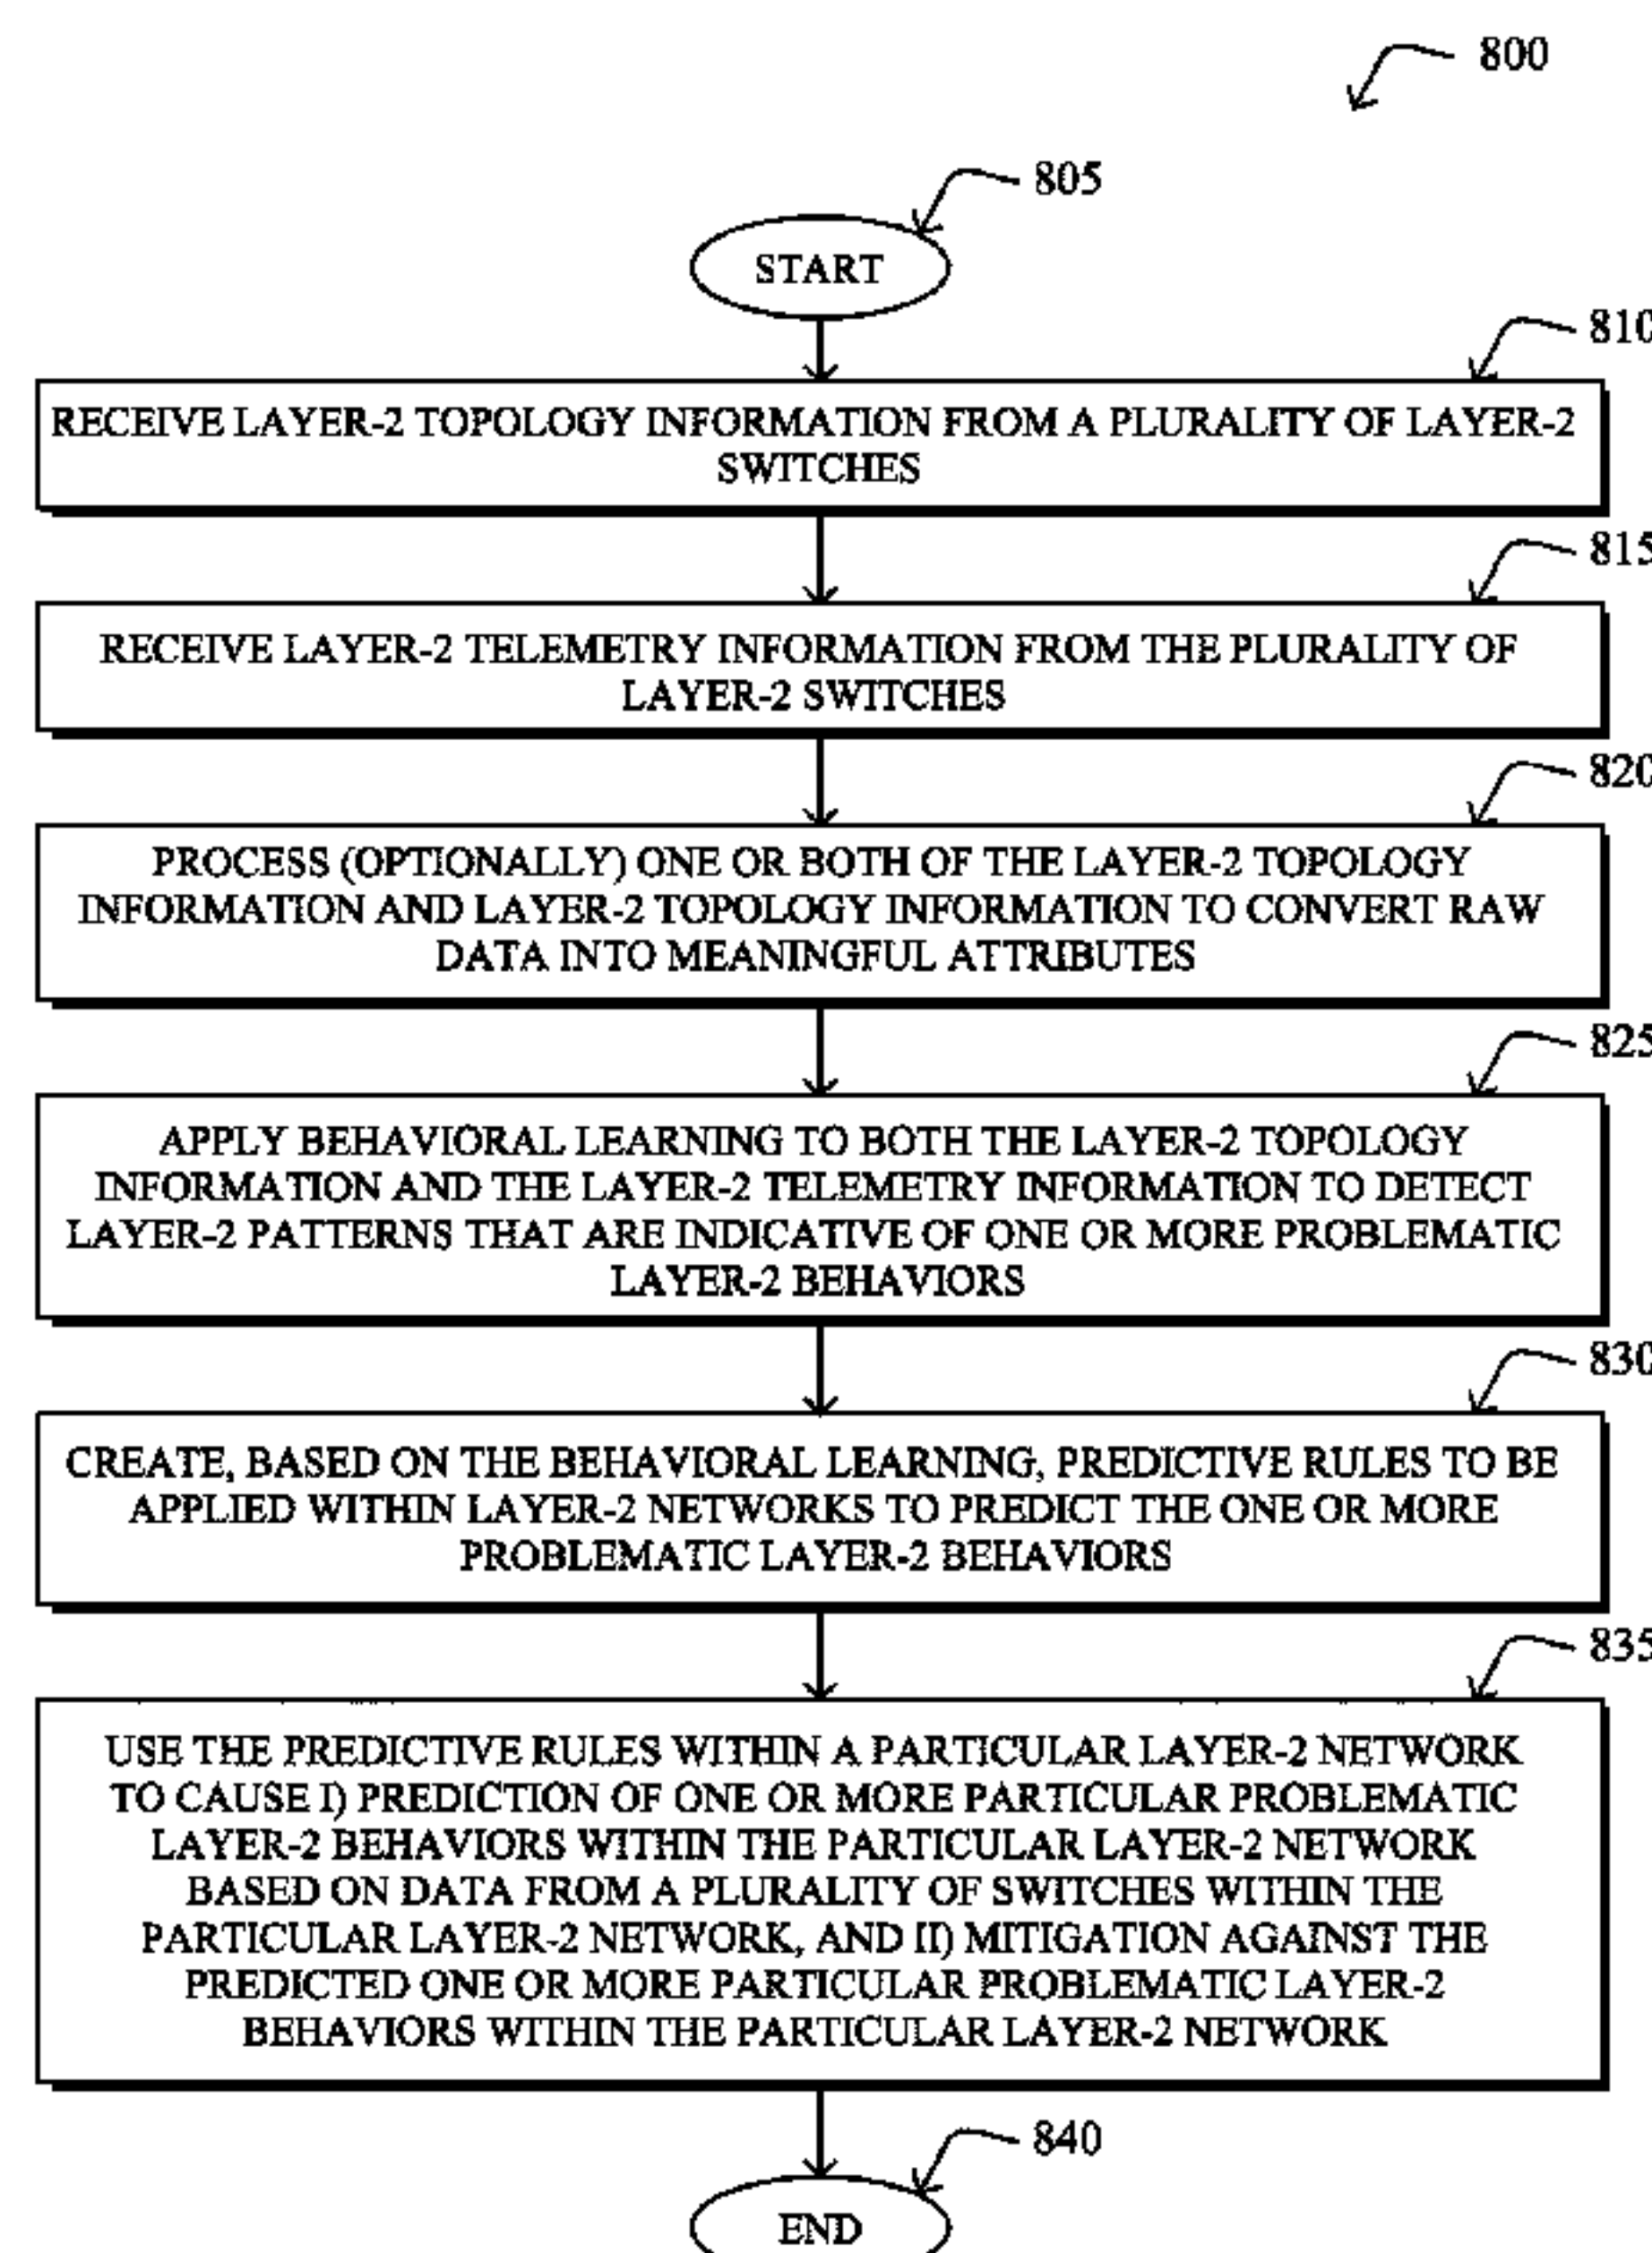 800
805
START
810
RECEIVE LAYER-2 TOPOLOGY INFORMATION FROM A PLURALITY OF LAYER-2
SWITCHES
815
RECEIVE LAYER-2 TELEMETRY INFORMATION FROM THE PLURALITY OF
LAYER-2 SWITCHES
820
PROCESS (OPTIONALLY) ONE OR BOTH OF THE LAYER-2 TOPOLOGY
INFORMATION AND LAYER-2 TOPOLOGY INFORMATION TO CONVERT RAW
DATA INTO MEANINGFUL ATTRIBUTES
825
APPLY BEHAVIORAL LEARNING TO BOTH THE LAYER-2 TOPOLOGY
INFORMATION AND THE LAYER-2 TELEMETRY INFORMATION TO DETECT
LAYER-2 PATTERNS THAT ARE INDICATIVE OF ONE OR MORE PROBLEMATIC
LAYER-2 BEHAVIORS
830
CREATE, BASED ON THE BEHAVIORAL LEARNING, PREDICTIVE RULES TO BE
APPLIED WITHIN LAYER-2 NETWORKS TO PREDICT THE ONE OR MORE
PROBLEMATIC LAYER-2 BEHAVIORS
835
USE THE PREDICTIVE RULES WITHIN A PARTICULAR LAYER-2 NETWORK
TO CAUSE I) PREDICTION OF ONE OR MORE PARTICULAR PROBLEMATIC
LAYER-2 BEHAVIORS WITHIN THE PARTICULAR LAYER-2 NETWORK
BASED ON DATA FROM A PLURALITY OF SWITCHES WITHIN THE
PARTICULAR LAYER-2 NETWORK, AND II) MITIGATION AGAINST THE
PREDICTED ONE OR MORE PARTICULAR PROBLEMATIC LAYER-2
BEHAVIORS WITHIN THE PARTICULAR LAYER-2 NETWORK
840
END